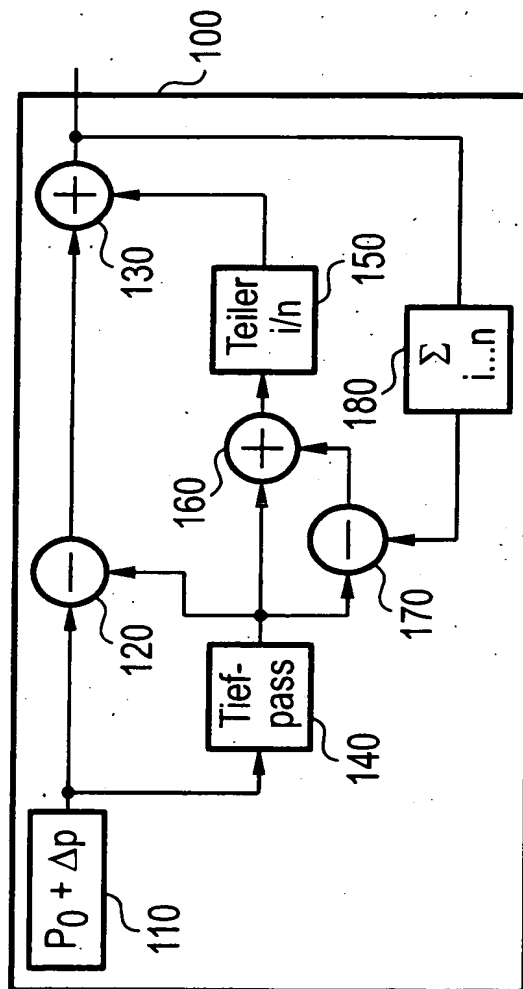 100
P0 + Δp
110
−
120
+
130
Tief-
pass
140
+
160
Teiler
i/n
150
−
170
Σ
i...n
180